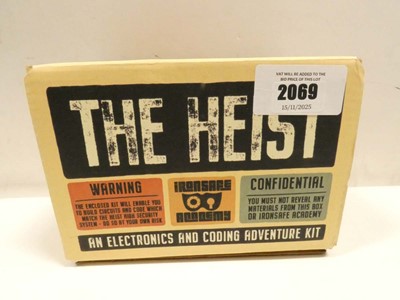 VAT WILL BE ADDED TO THE
BID PRICE OF THIS LOT
2069
15/11/2025
THE HEIST
WARNING
THE ENCLOSED KIT WILL ENABLE YOU
TO BUILD CIRCUITS AND CODE WHICH
MATCH THE HEIST HIGH SECURITY
SYSTEM - DO SO AT YOUR OWN RISK
IRONSAFE
ACADEMY
CONFIDENTIAL
YOU MUST NOT REVEAL ANY
MATERIALS FROM THIS BOX
OR IRONSAFE ACADEMY
AN ELECTRONICS AND CODING ADVENTURE KIT